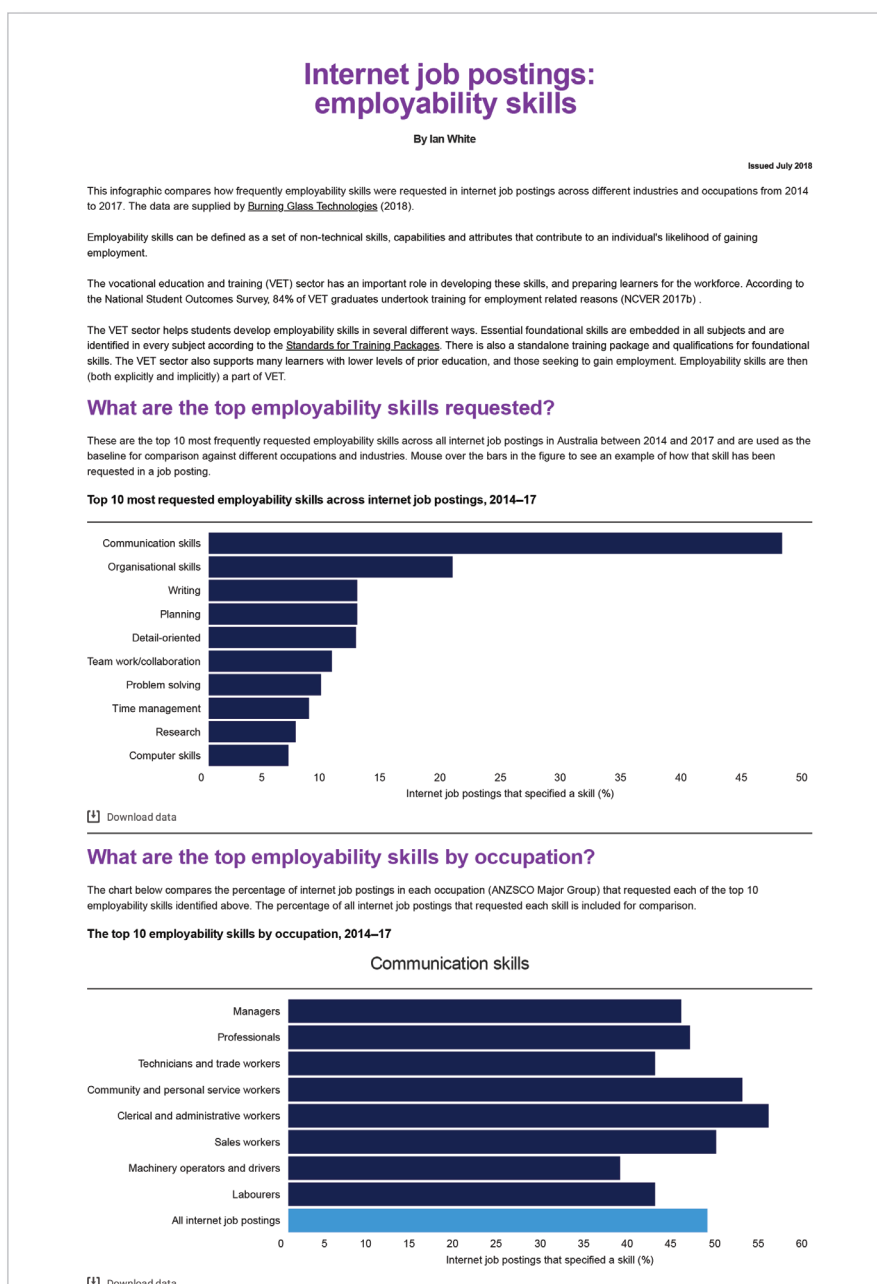 Internet job postings:
employability skills
By Ian White
Issued July 2018
This infographic compares how frequently employability skills were requested in internet job postings across different industries and occupations from 2014
to 2017. The data are supplied by Burning Glass Technologies (2018).
Employability skills can be defined as a set of non-technical skills, capabilities and attributes that contribute to an individual's likelihood of gaining
employment.
The vocational education and training (VET) sector has an important role in developing these skills, and preparing learners for the workforce. According to
the National Student Outcomes Survey, 84% of VET graduates undertook training for employment related reasons (NCVER 2017b) .
The VET sector helps students develop employability skills in several different ways. Essential foundational skills are embedded in all subjects and are
identified in every subject according to the Standards for Training Packages. There is also a standalone training package and qualifications for foundational
skills. The VET sector also supports many learners with lower levels of prior education, and those seeking to gain employment. Employability skills are then
(both explicitly and implicitly) a part of VET.
What are the top employability skills requested?
These are the top 10 most frequently requested employability skills across all internet job postings in Australia between 2014 and 2017 and are used as the
baseline for comparison against different occupations and industries. Mouse over the bars in the figure to see an example of how that skill has been
requested in a job posting.
Top 10 most requested employability skills across internet job postings, 2014–17
Communication skills
Organisational skills
Writing
Planning
Detail-oriented
Team work/collaboration
Problem solving
Time management
Research
Computer skills
0 5 10 15 20 25 30 35 40 45 50
Internet job postings that specified a skill (%)
Download data
What are the top employability skills by occupation?
The chart below compares the percentage of internet job postings in each occupation (ANZSCO Major Group) that requested each of the top 10
employability skills identified above. The percentage of all internet job postings that requested each skill is included for comparison.
The top 10 employability skills by occupation, 2014–17
Communication skills
Managers
Professionals
Technicians and trade workers
Community and personal service workers
Clerical and administrative workers
Sales workers
Machinery operators and drivers
Labourers
All internet job postings
0 5 10 15 20 25 30 35 40 45 50 55 60
Internet job postings that specified a skill (%)
Download data